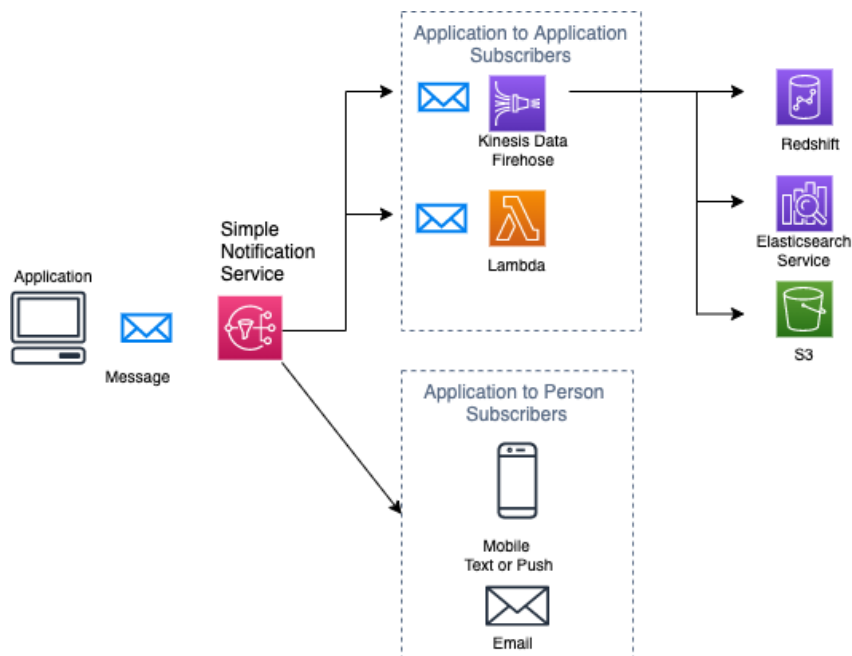 Application to Application
Subscribers
Kinesis Data
Firehose
Redshift
Simple
Notification
Service
Lambda
Elasticsearch
Service
Application
Message
S3
Application to Person
Subscribers
Mobile
Text or Push
Email